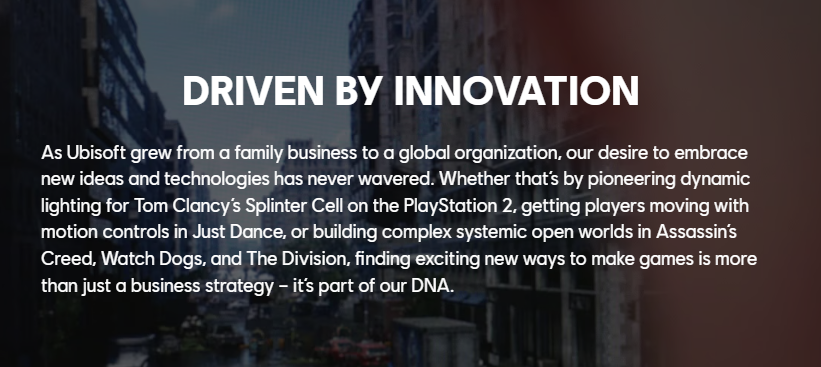 DRIVEN BY INNOVATION
As Ubisoft grew from a family business to a global organization, our desire to embrace
new ideas and technologies has never wavered. Whether that's by pioneering dynamic
lighting for Tom Clancy's Splinter Cell on the PlayStation 2, getting players moving with
motion controls in Just Dance, or building complex systemic open worlds in Assassin's
Creed, Watch Dogs, and The Division, finding exciting new ways to make games is more
than just a business strategy – it's part of our DNA.